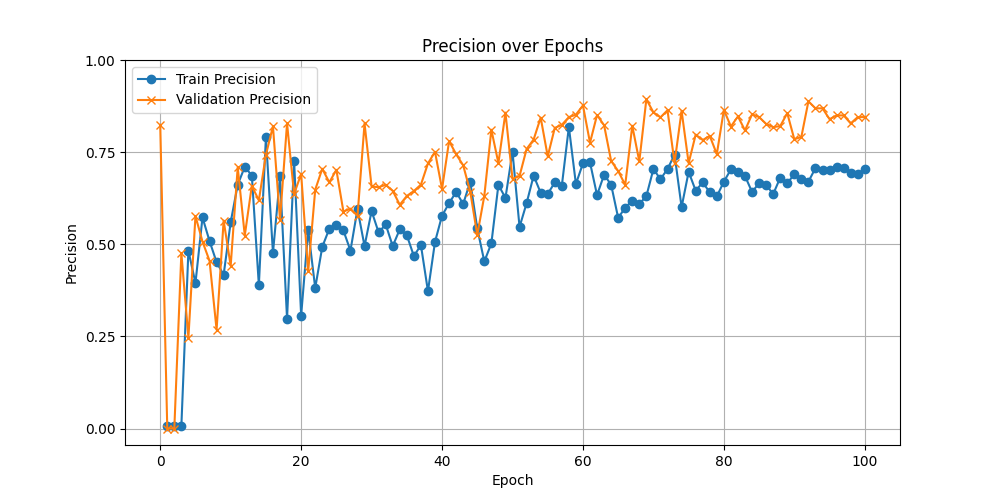 Precision over Epochs
1.00
0.75
0.50
0.25
0.00
Precision
Train Precision
Validation Precision
0
20
40
60
80
100
Epoch